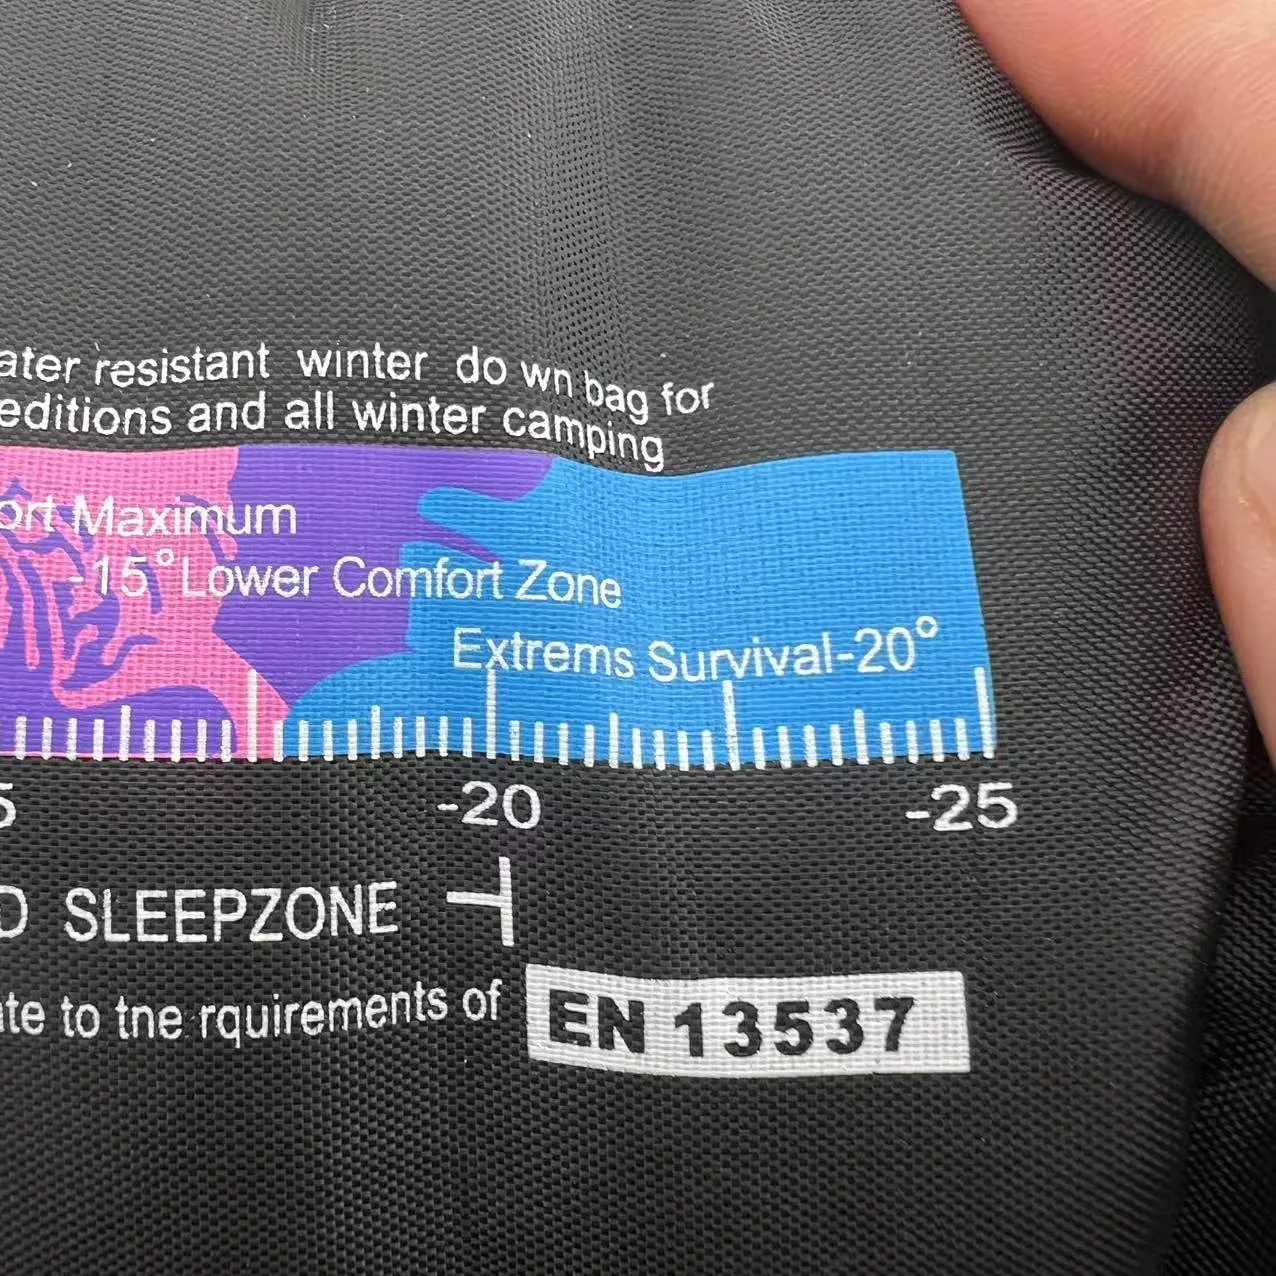 ater resistant winter do wn bag for
editions and all winter camping
ort Maximum
-15°Lower Comfort Zone
Extrems Survival-20°
5 -20 -25
D SLEEPZONE
ate to tne rquirements of EN 13537